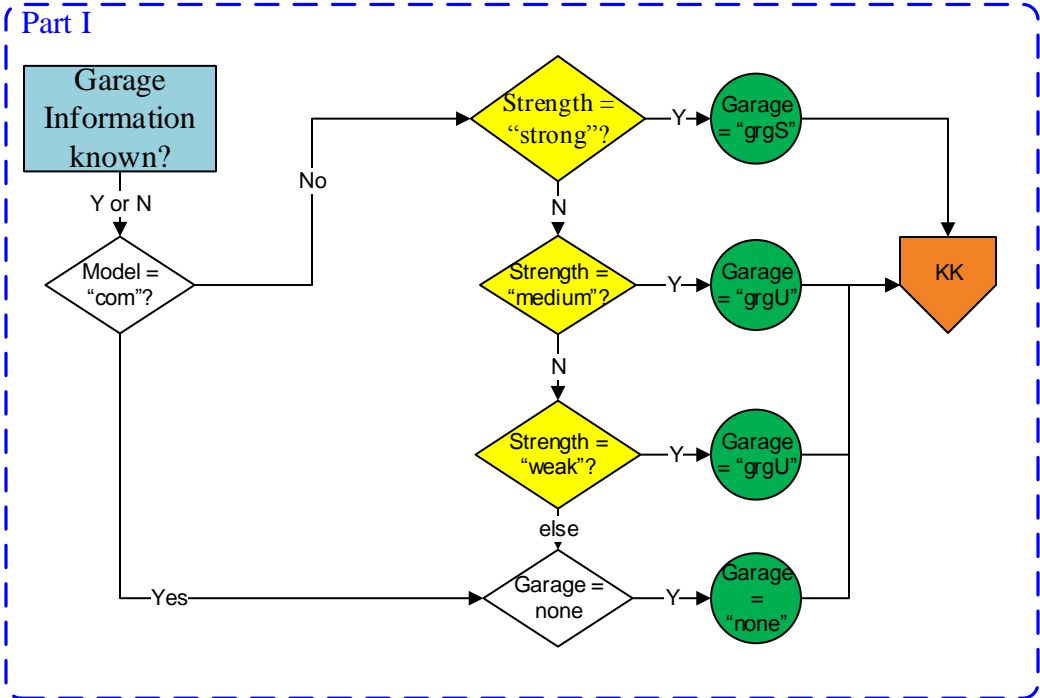 Part I
Garage
Information
known?
Y or N
Model =
“com”?
No
Yes
Strength =
“strong”?
Y
Garage
= “grgS”
N
Strength =
“medium”?
Y
Garage
= “grgU”
KK
N
Strength =
“weak”?
Y
Garage
= “grgU”
else
Garage =
none
Y
Garage
=
“none”